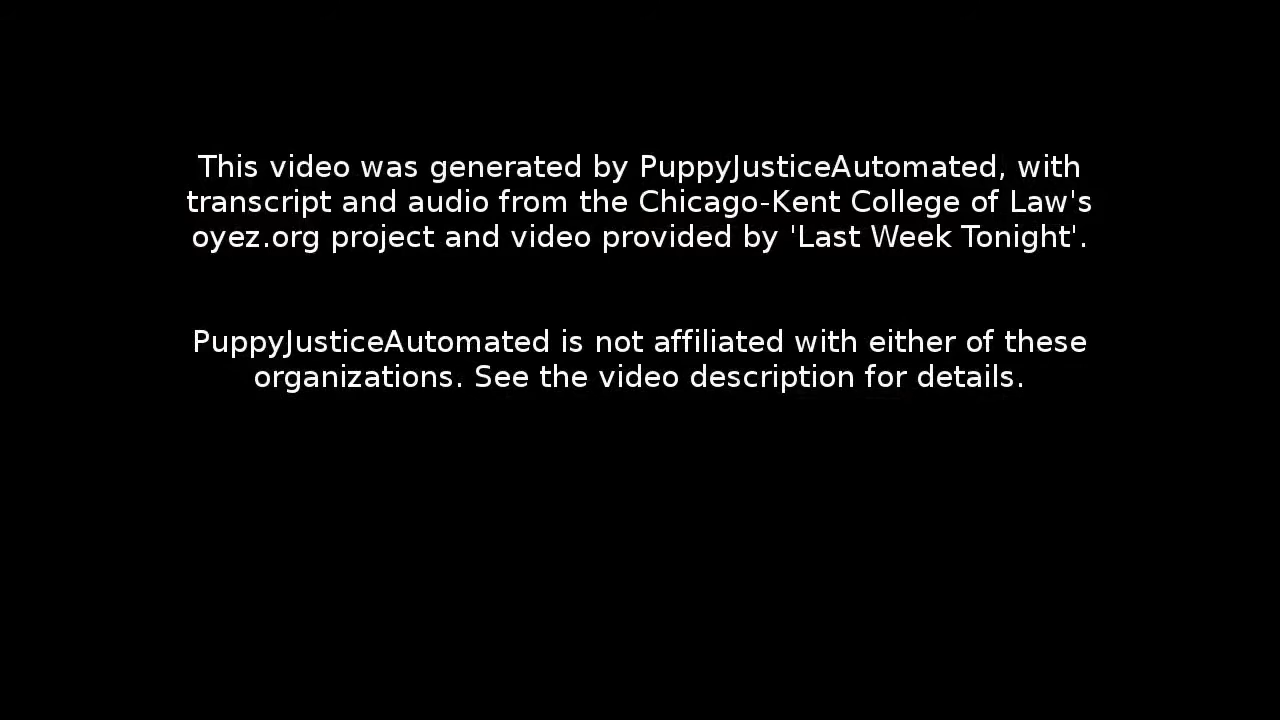 This video was generated by PuppyJusticeAutomated, with
transcript and audio from the Chicago-Kent College of Law's
oyez.org project and video provided by 'Last Week Tonight'.
PuppyJusticeAutomated is not affiliated with either of these
organizations. See the video description for details.